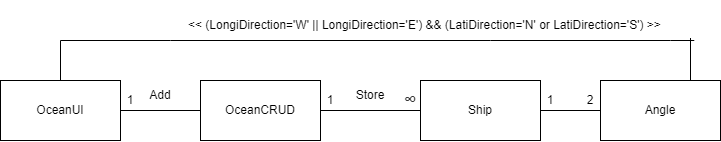 << (LongiDirection='W' || LongiDirection='E') && (LatiDirection='N' or LatiDirection='S') >>
OceanUI 1 Add OceanCRUD 1 Store ∞ Ship 1 2 Angle